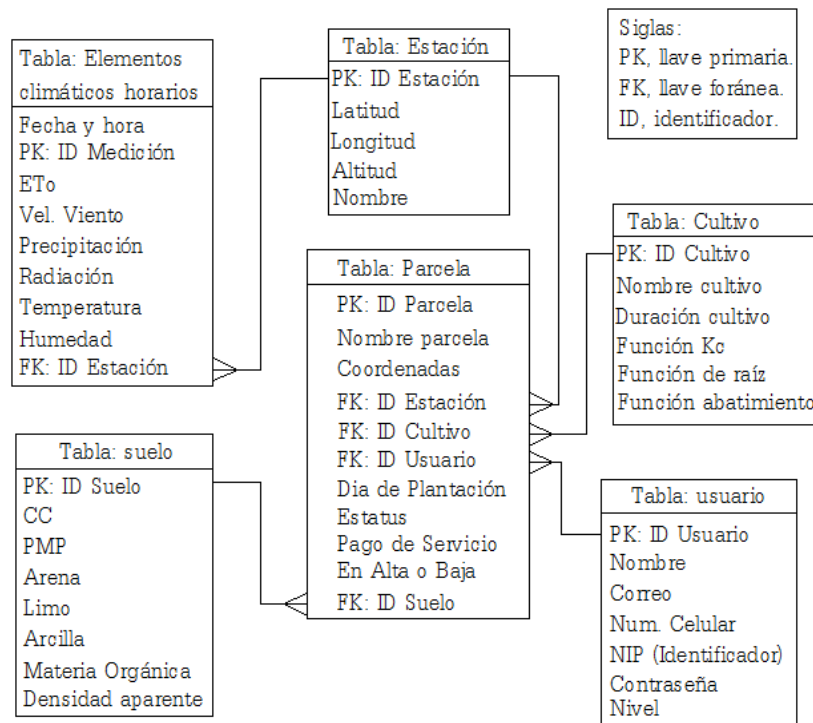 Tabla: Elementos
climáticos horarios
Fecha y hora
PK: ID Medición
ETo
Vel. Viento
Precipitación
Radiación
Temperatura
Humedad
FK: ID Estación
Tabla: Estación
PK: ID Estación
Latitud
Longitud
Altitud
Nombre
Siglas:
PK, llave primaria.
FK, llave foránea.
ID, identificador.
Tabla: Parcela
PK: ID Parcela
Nombre parcela
Coordenadas
FK: ID Estación
FK: ID Cultivo
FK: ID Usuario
Dia de Plantación
Estatus
Pago de Servicio
En Alta o Baja
FK: ID Suelo
Tabla: Cultivo
PK: ID Cultivo
Nombre cultivo
Duración cultivo
Función Kc
Función de raíz
Función abatimiento
Tabla: suelo
PK: ID Suelo
CC
PMP
Arena
Limo
Arcilla
Materia Orgánica
Densidad aparente
Tabla: usuario
PK: ID Usuario
Nombre
Correo
Num. Celular
NIP (Identificador)
Contraseña
Nivel